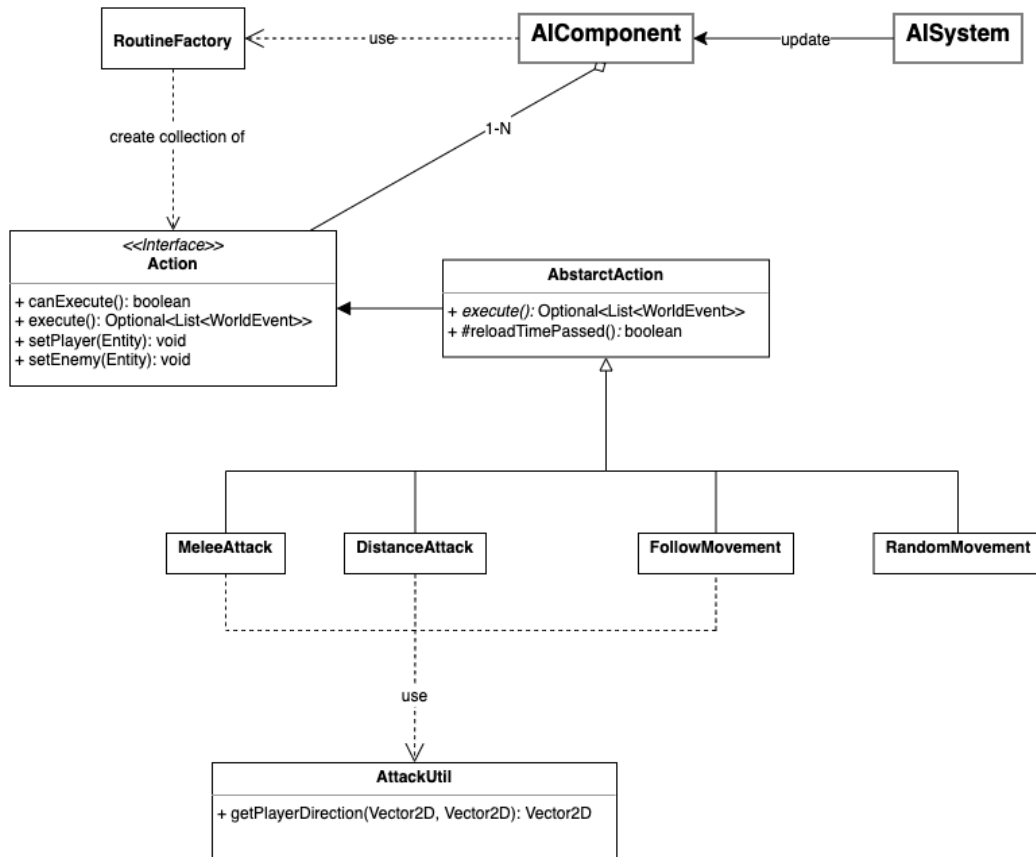 RoutineFactory
use
AIComponent
update
AISystem
create collection of
1-N
<<Interface>>
Action
+ canExecute(): boolean
+ execute(): Optional<List<WorldEvent>>
+ setPlayer(Entity): void
+ setEnemy(Entity): void
AbstarctAction
+ execute(): Optional<List<WorldEvent>>
+ #reloadTimePassed(): boolean
MeleeAttack
DistanceAttack
FollowMovement
RandomMovement
use
AttackUtil
+ getPlayerDirection(Vector2D, Vector2D): Vector2D